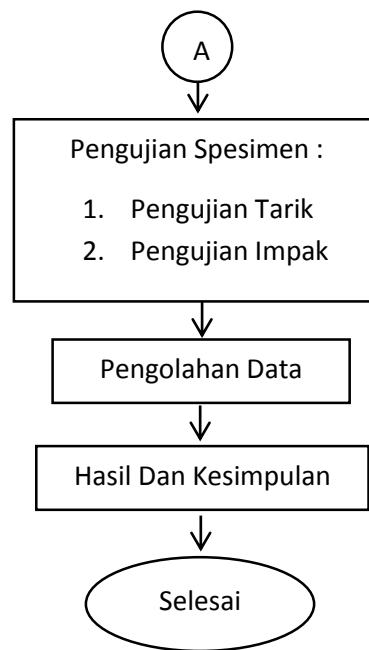 A
Pengujian Spesimen :
1. Pengujian Tarik
2. Pengujian Impak
Pengolahan Data
Hasil Dan Kesimpulan
Selesai